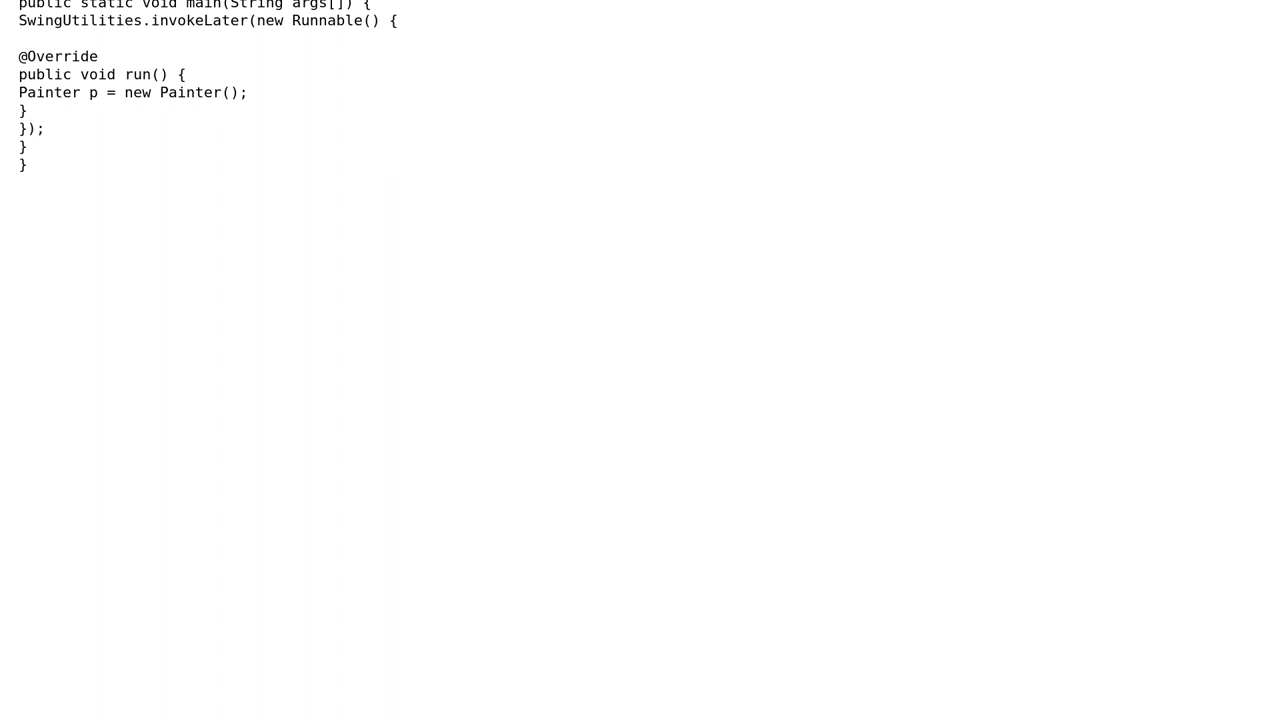 public static void main(String args[]) {
SwingUtilities.invokeLater(new Runnable() {
@Override
public void run() {
Painter p = new Painter();
}
});
}
}